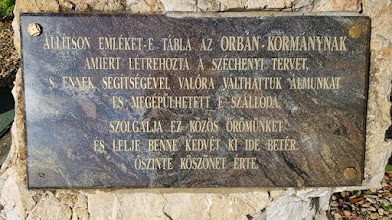 ÁLLÍTSON EMLÉKET E TÁBLA AZ ORBÁN-KORMÁNYNAK
AMIÉRT LÉTREHOZTA A SZÉCHENYI TERVET,
S ENNEK SEGÍTSÉGÉVEL VALÓRA VÁLTHATTUK ÁLMUNKAT
ÉS MEGÉPÜLHETETT E SZÁLLODA.
SZOLGÁLJA EZ KÖZÖS ÖRÖMÜNKET
ÉS LELJE BENNE KEDVÉT KI IDE BETÉR.
ŐSZINTE KÖSZÖNET ÉRTE.